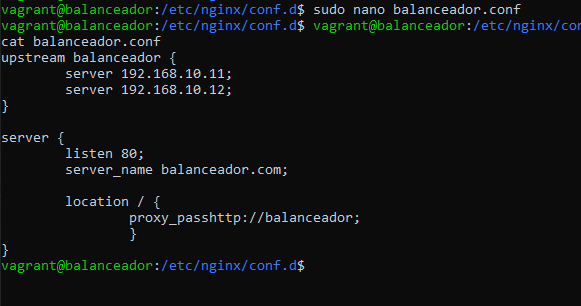 vagrant@balanceador:/etc/nginx/conf.d$ sudo nano balanceador.conf
vagrant@balanceador:/etc/nginx/conf.d$ vagrant@balanceador:/etc/nginx/co
cat balanceador.conf
upstream balanceador {
        server 192.168.10.11;
        server 192.168.10.12;
}
server {
        listen 80;
        server_name balanceador.com;
        location / {
                proxy_passhttp://balanceador;
                }
}
vagrant@balanceador:/etc/nginx/conf.d$